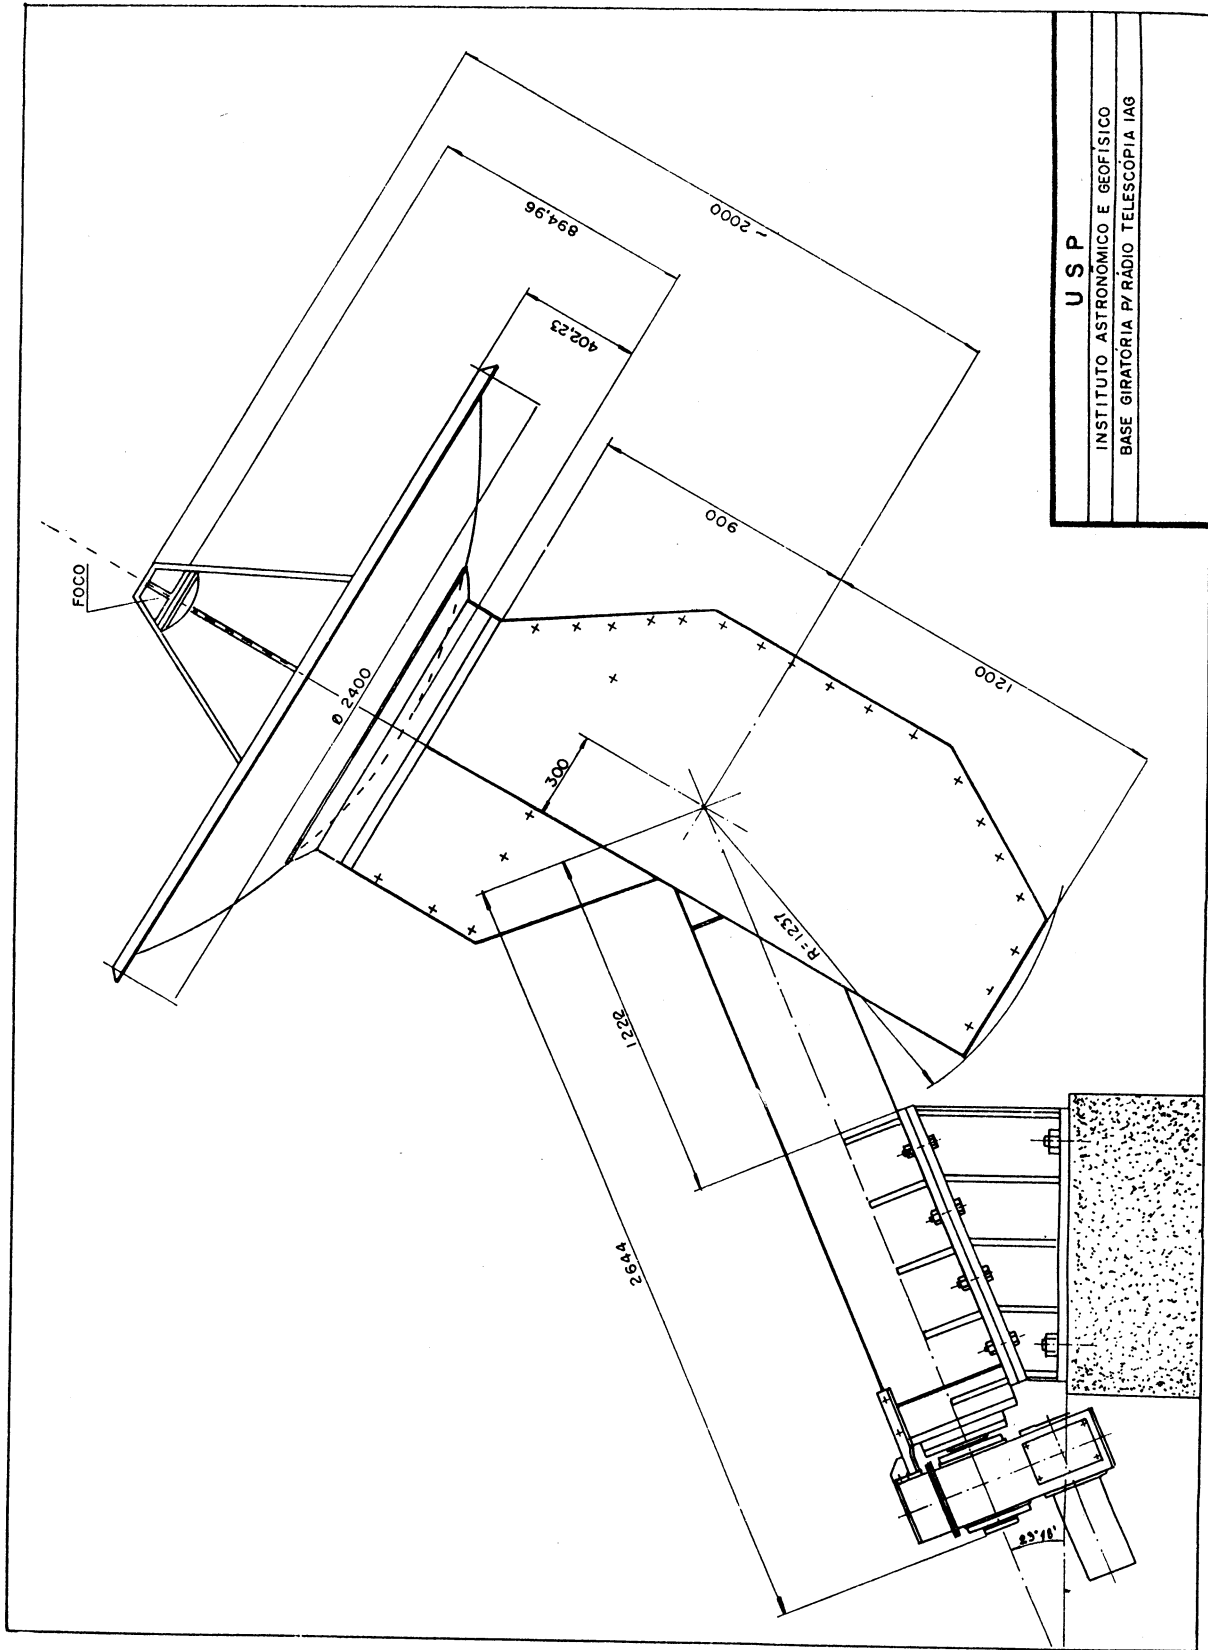 U S P
INSTITUTO ASTRONÔMICO E GEOFÍSICO
BASE GIRATÓRIA P/ RÁDIO TELESCÓPIA IAG
FOCO
~ 2000
894,96
402,23
900
1200
Ø 2400
300
R=1237
1222
2644
23°18'